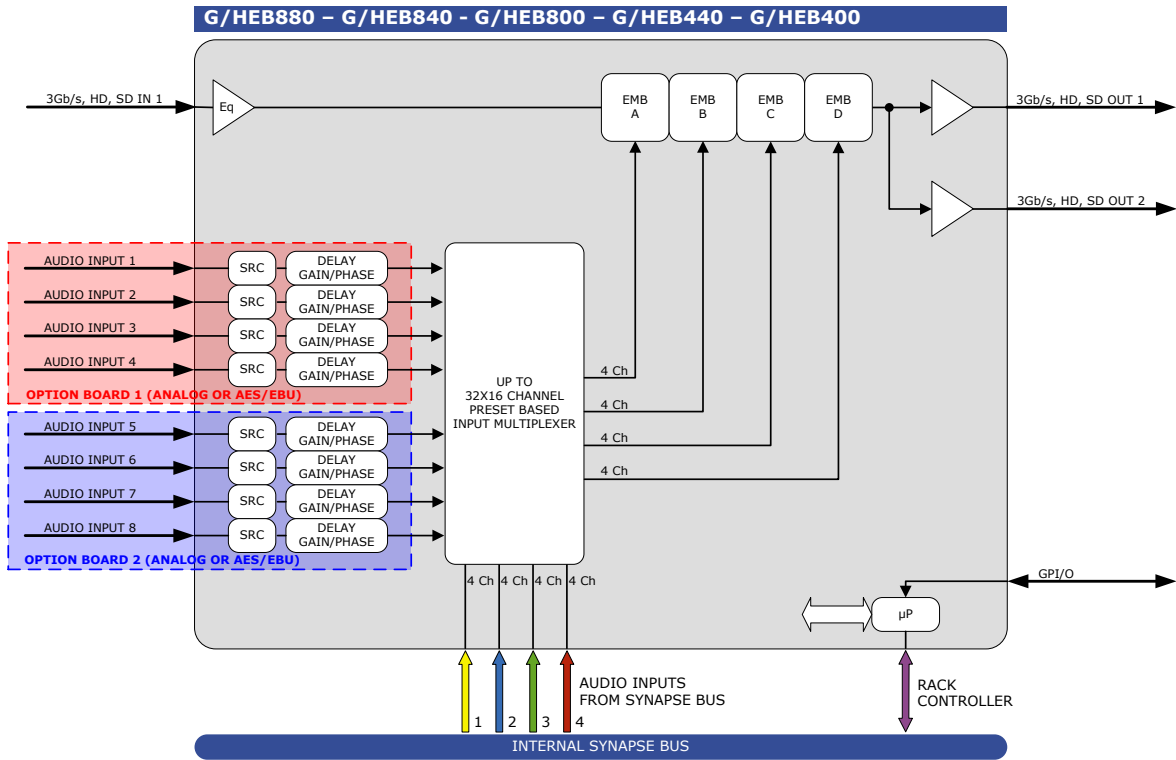 G/HEB880 – G/HEB840 - G/HEB800 – G/HEB440 – G/HEB400
3Gb/s, HD, SD IN 1
Eq
EMB
A
EMB
B
EMB
C
EMB
D
3Gb/s, HD, SD OUT 1
3Gb/s, HD, SD OUT 2
AUDIO INPUT 1
SRC
DELAY
GAIN/PHASE
AUDIO INPUT 2
SRC
DELAY
GAIN/PHASE
AUDIO INPUT 3
SRC
DELAY
GAIN/PHASE
AUDIO INPUT 4
SRC
DELAY
GAIN/PHASE
OPTION BOARD 1 (ANALOG OR AES/EBU)
AUDIO INPUT 5
SRC
DELAY
GAIN/PHASE
AUDIO INPUT 6
SRC
DELAY
GAIN/PHASE
AUDIO INPUT 7
SRC
DELAY
GAIN/PHASE
AUDIO INPUT 8
SRC
DELAY
GAIN/PHASE
OPTION BOARD 2 (ANALOG OR AES/EBU)
UP TO
32X16 CHANNEL
PRESET BASED
INPUT MULTIPLEXER
4 Ch
4 Ch
4 Ch
4 Ch
4 Ch
4 Ch
4 Ch
4 Ch
GPI/O
µP
1
2
3
4
AUDIO INPUTS
FROM SYNAPSE BUS
RACK
CONTROLLER
INTERNAL SYNAPSE BUS